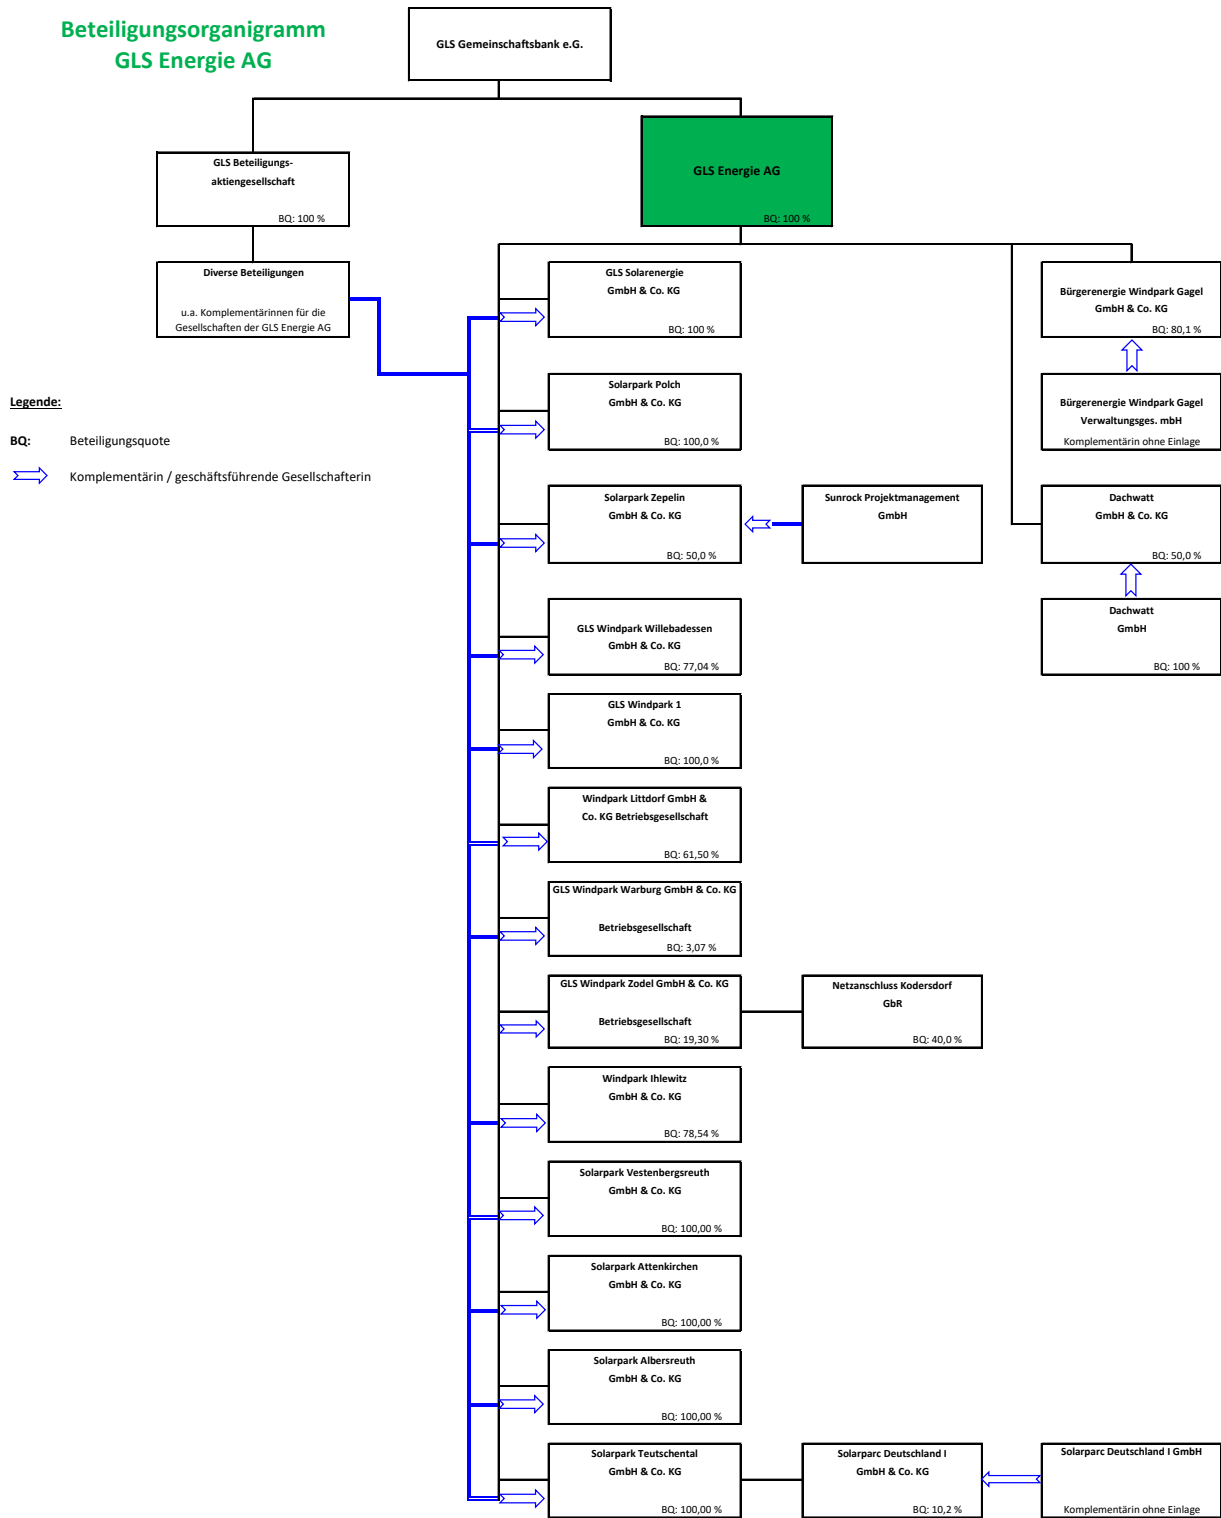 Beteiligungsorganigramm
GLS Energie AG
GLS Gemeinschaftsbank e.G.
GLS Beteiligungs-
aktiengesellschaft
BQ: 100 %
GLS Energie AG
BQ: 100 %
Diverse Beteiligungen
u.a. Komplementärinnen für die
Gesellschaften der GLS Energie AG
Legende:
BQ: Beteiligungsquote
Komplementärin / geschäftsführende Gesellschafterin
GLS Solarenergie
GmbH & Co. KG
BQ: 100 %
Bürgerenergie Windpark Gagel
GmbH & Co. KG
BQ: 80,1 %
Solarpark Polch
GmbH & Co. KG
BQ: 100,0 %
Bürgerenergie Windpark Gagel
Verwaltungsges. mbH
Komplementärin ohne Einlage
Solarpark Zepelin
GmbH & Co. KG
BQ: 50,0 %
Sunrock Projektmanagement
GmbH
Dachwatt
GmbH & Co. KG
BQ: 50,0 %
GLS Windpark Willebadessen
GmbH & Co. KG
BQ: 77,04 %
Dachwatt
GmbH
BQ: 100 %
GLS Windpark 1
GmbH & Co. KG
BQ: 100,0 %
Windpark Littdorf GmbH &
Co. KG Betriebsgesellschaft
BQ: 61,50 %
GLS Windpark Warburg GmbH & Co. KG
Betriebsgesellschaft
BQ: 3,07 %
GLS Windpark Zodel GmbH & Co. KG
Betriebsgesellschaft
BQ: 19,30 %
Netzanschluss Kodersdorf
GbR
BQ: 40,0 %
Windpark Ihlewitz
GmbH & Co. KG
BQ: 78,54 %
Solarpark Vestenbergsreuth
GmbH & Co. KG
BQ: 100,00 %
Solarpark Attenkirchen
GmbH & Co. KG
BQ: 100,00 %
Solarpark Albersreuth
GmbH & Co. KG
BQ: 100,00 %
Solarpark Teutschental
GmbH & Co. KG
BQ: 100,00 %
Solarparc Deutschland I
GmbH & Co. KG
BQ: 10,2 %
Solarparc Deutschland I GmbH
Komplementärin ohne Einlage